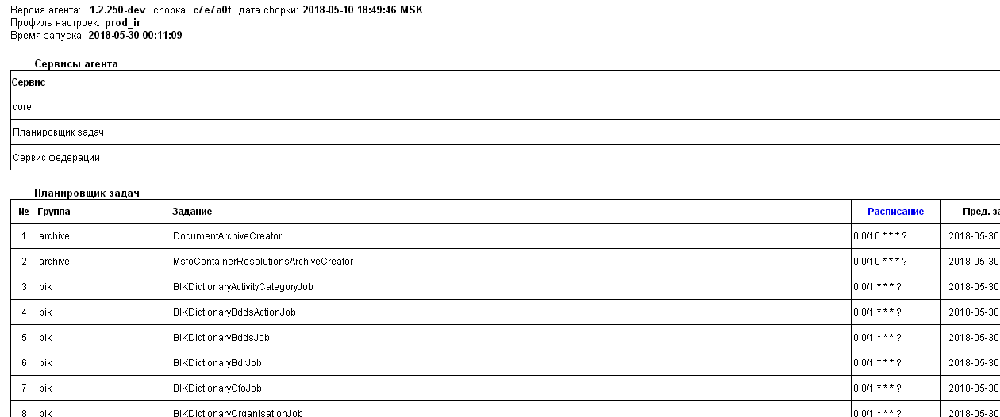 Версия агента: 1.2.250-dev сборка: c7e7a0f дата сборки: 2018-05-10 18:49:46 MSK
Профиль настроек: prod_ir
Время запуска: 2018-05-30 00:11:09
Сервисы агента
Сервис
core
Планировщик задач
Сервис федерации
Планировщик задач
№ Группа Задание Расписание Пред. за
1 archive DocumentArchiveCreator 0 0/10 * * * ? 2018-05-30
2 archive MsfoContainerResolutionsArchiveCreator 0 0/10 * * * ? 2018-05-30
3 bik BIKDictionaryActivityCategoryJob 0 0/1 * * * ? 2018-05-30
4 bik BIKDictionaryBddsActionJob 0 0/1 * * * ? 2018-05-30
5 bik BIKDictionaryBddsJob 0 0/1 * * * ? 2018-05-30
6 bik BIKDictionaryBdrJob 0 0/1 * * * ? 2018-05-30
7 bik BIKDictionaryCfoJob 0 0/1 * * * ? 2018-05-30
8 bik BIKDictionaryOrganisationJob 0 0/1 * * * ? 2018-05-30